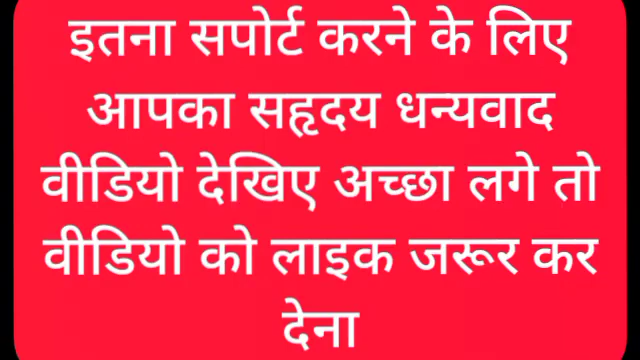 इतना सपोर्ट करने के लिए
आपका सहृदय धन्यवाद
वीडियो देखिए अच्छा लगे तो
वीडियो को लाइक जरूर कर
देना